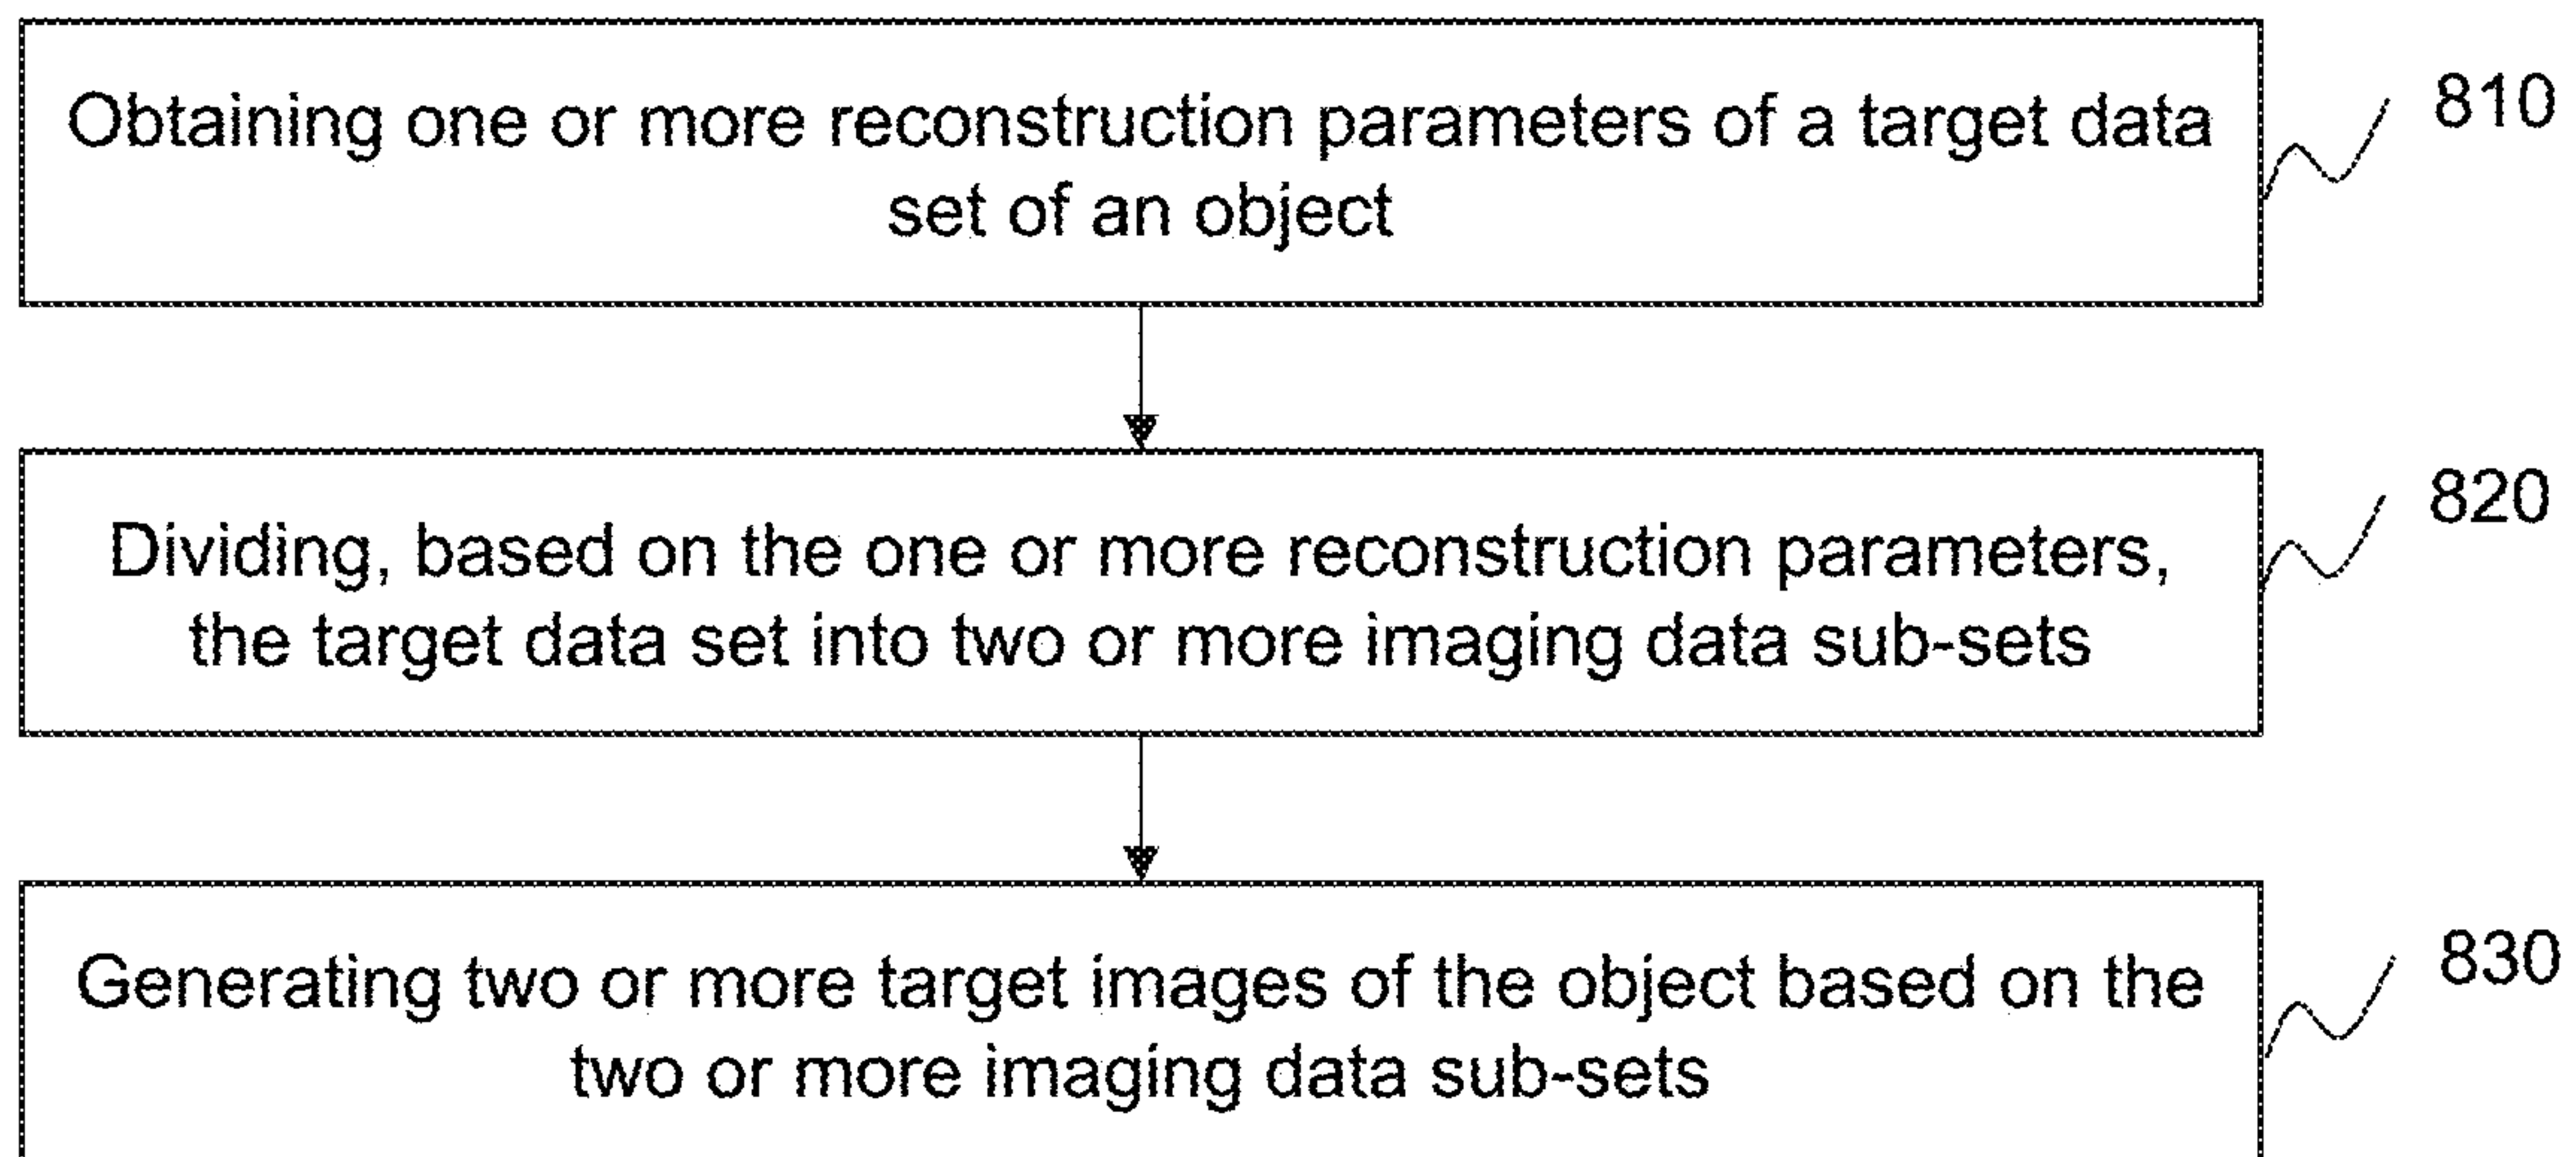 Obtaining one or more reconstruction parameters of a target data
set of an object
810
Dividing, based on the one or more reconstruction parameters,
the target data set into two or more imaging data sub-sets
820
Generating two or more target images of the object based on the
two or more imaging data sub-sets
830